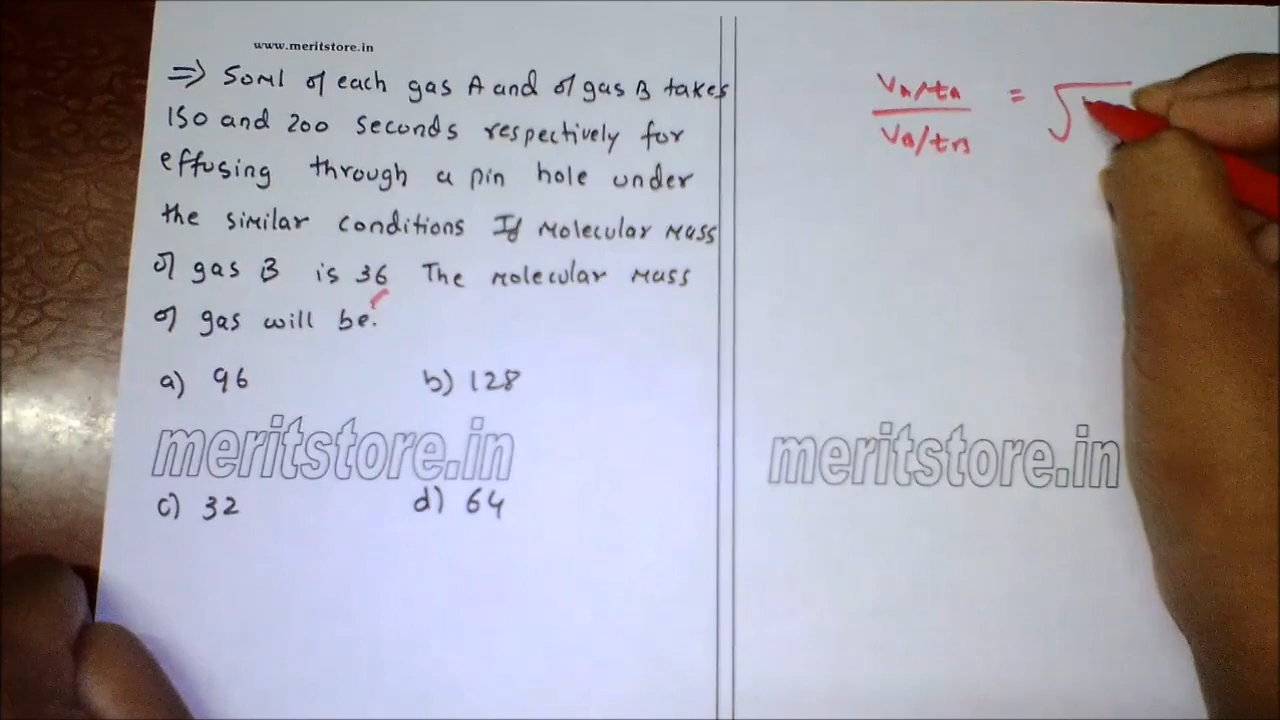 www.meritstore.in
⇒ 50ml of each gas A and of gas B takes
150 and 200 seconds respectively for
effusing through a pin hole under
the similar conditions If molecular mass
of gas B is 36 The molecular mass
of gas will be.
a) 96 b) 128
meritstore.in
c) 32 d) 64
VA/tA
VB/tB
= √
meritstore.in